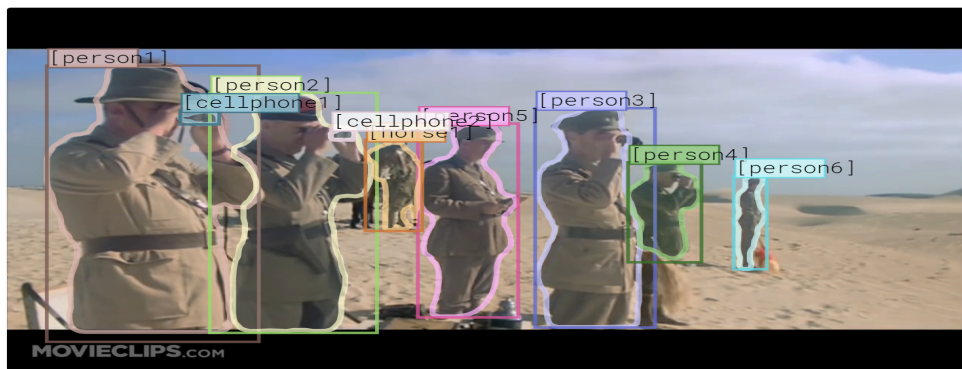 [person1]
[person2]
[cellphone1]
[person3]
[person5]
[cellphone2]
[horse1]
[person4]
[person6]
MOVIECLIPS.COM